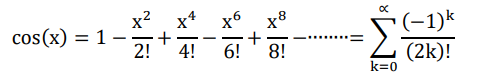 cos(x) = 1 − x²/2! + x⁴/4! − x⁶/6! + x⁸/8! − ········= ∑_{k=0}^{∝} (−1)ᵏ/(2k)!